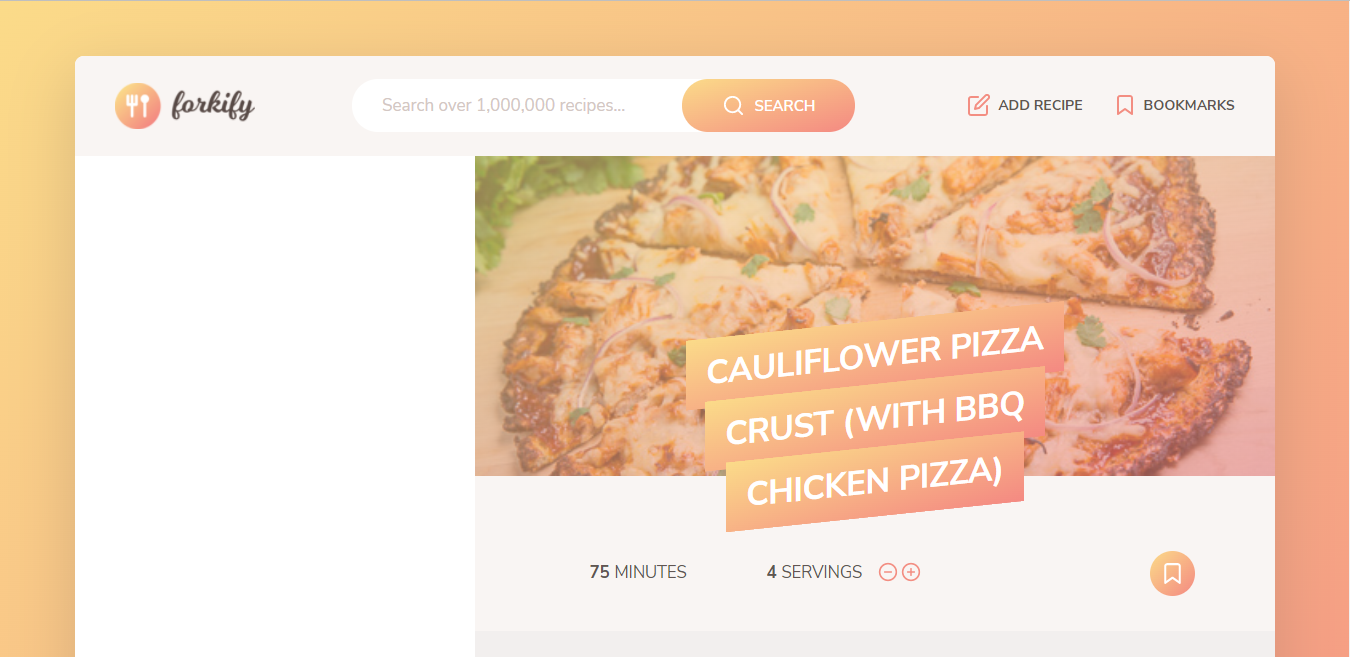 forkify
Search over 1,000,000 recipes...
SEARCH
ADD RECIPE
BOOKMARKS
CAULIFLOWER PIZZA
CRUST (WITH BBQ
CHICKEN PIZZA)
75 MINUTES
4 SERVINGS